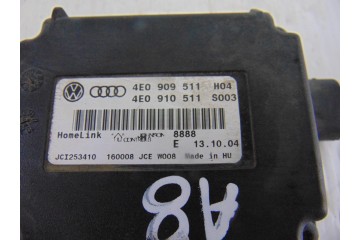 4E0 909 511 H04
4E0 910 511 S003
HomeLink 8888
E 13.10.04
JCI253410 160008 JCE W008 Made in HU
A8